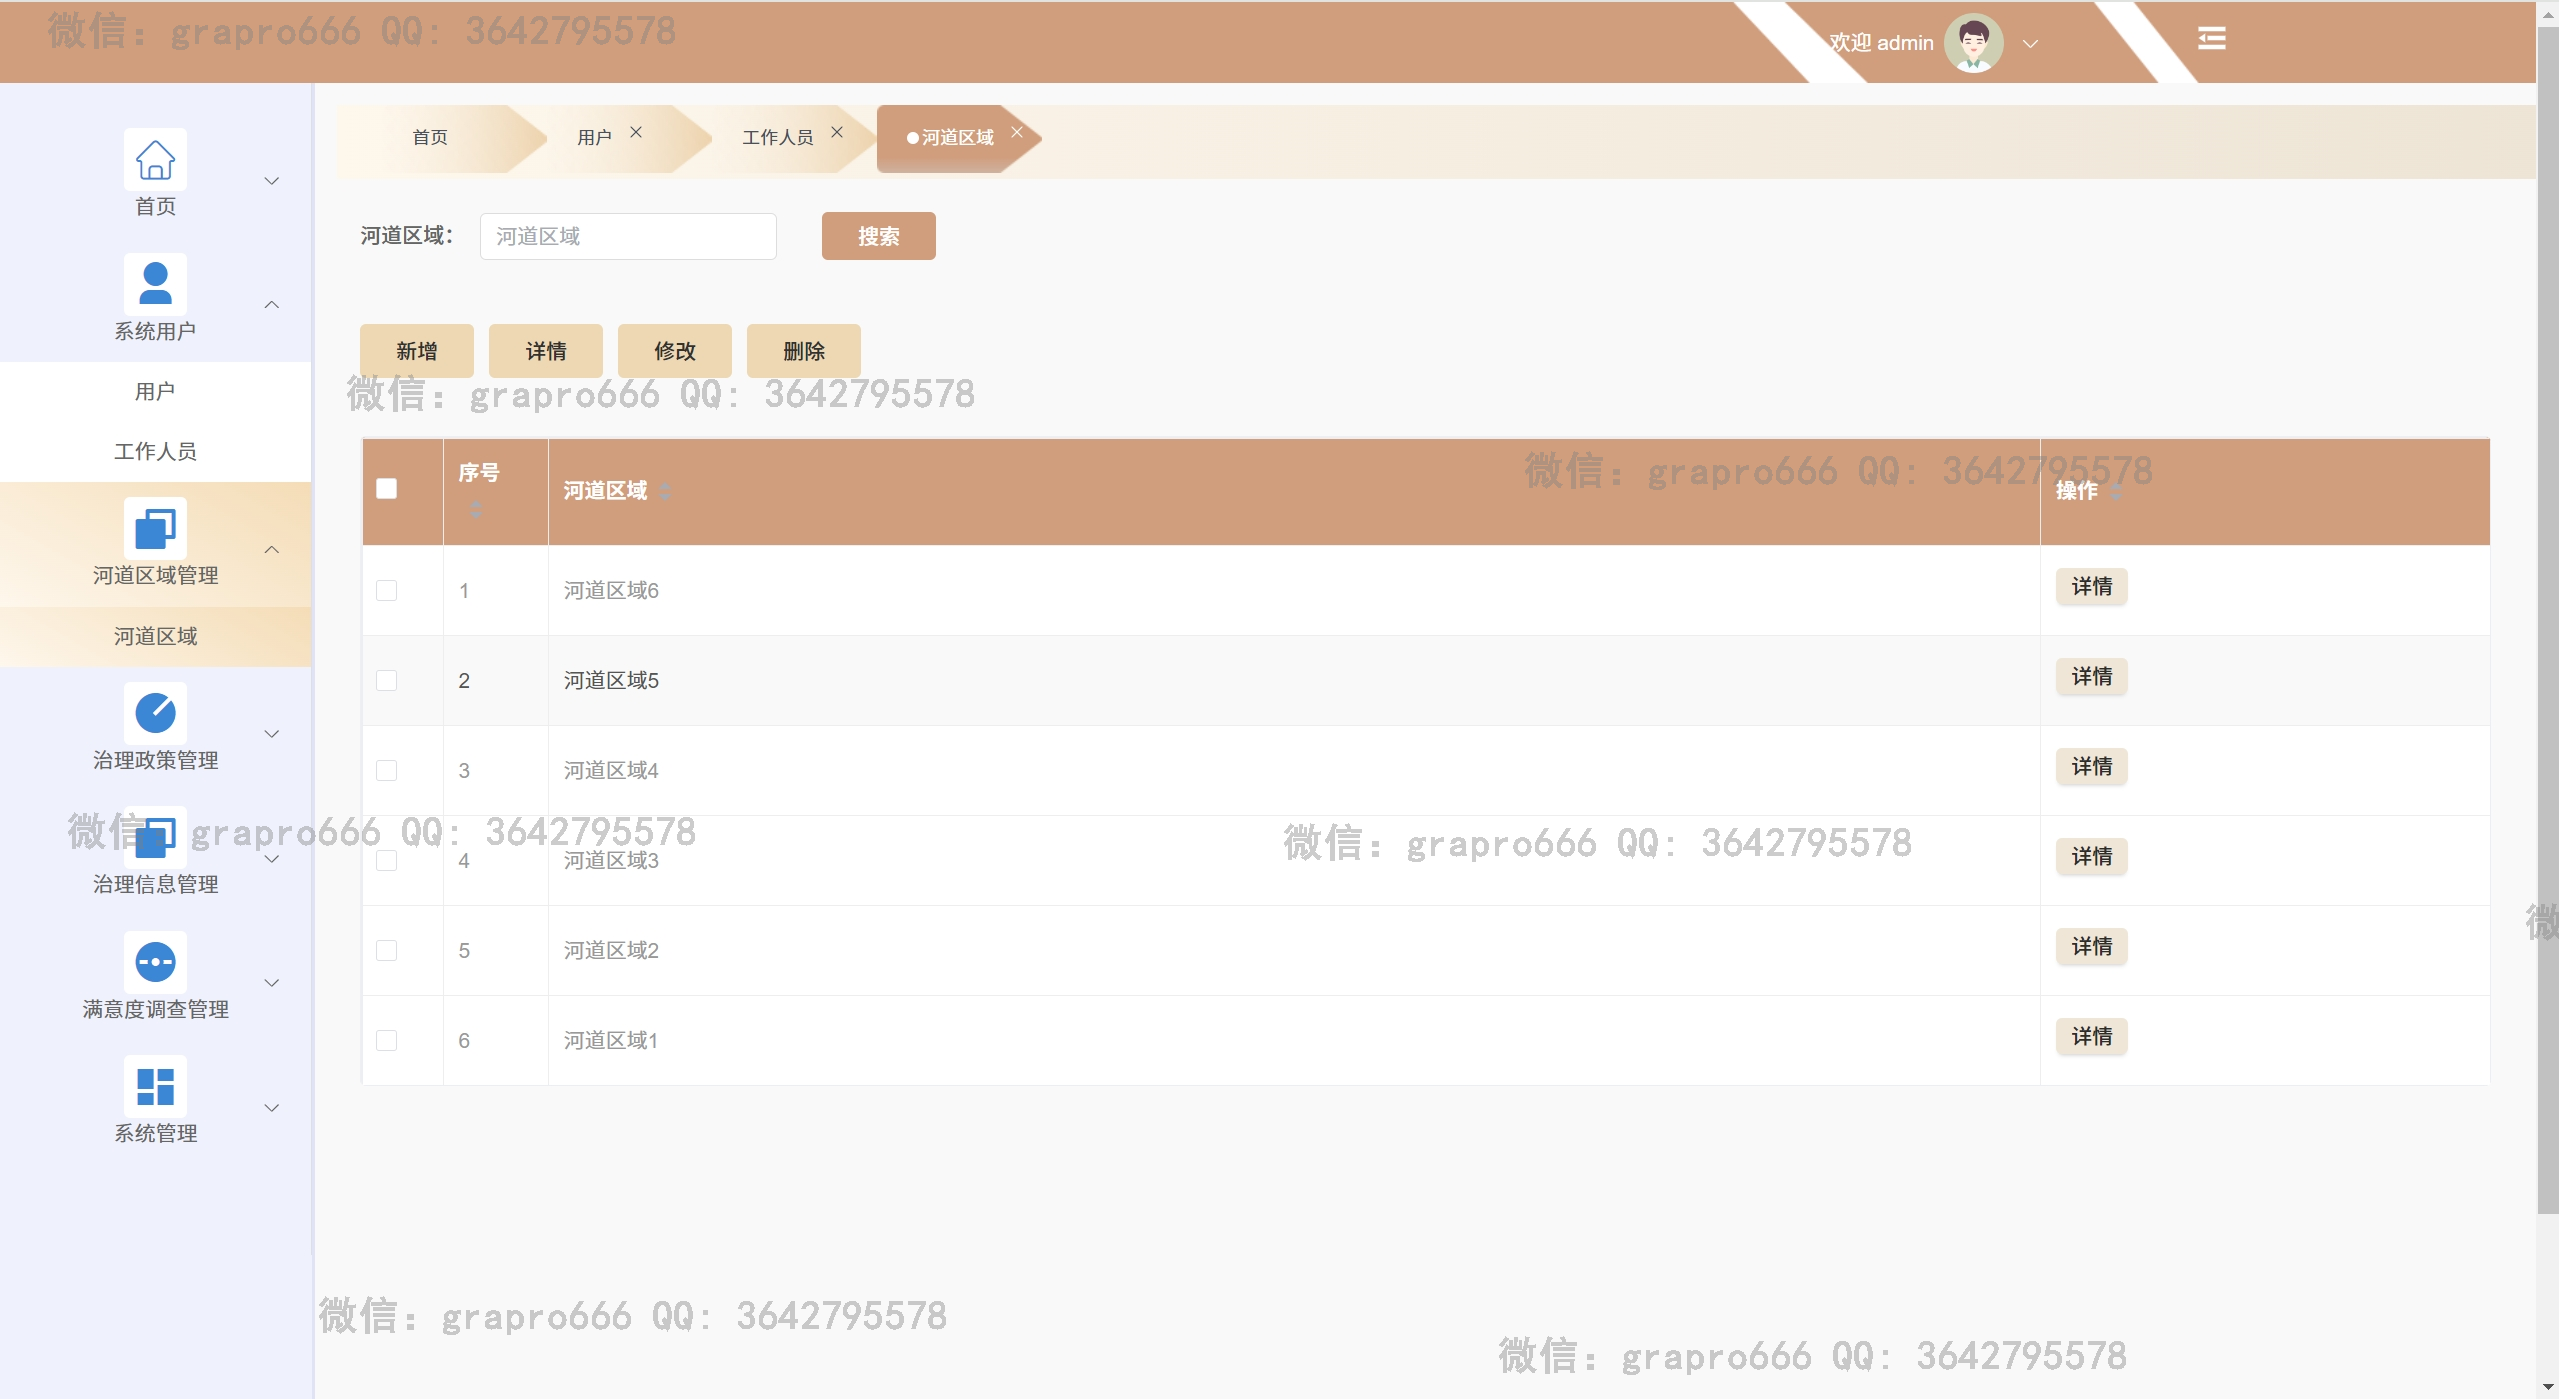 微信: grapro666 QQ: 3642795578
欢迎 admin
首页
系统用户
用户
工作人员
河道区域管理
河道区域
治理政策管理
治理信息管理
满意度调查管理
系统管理
首页 用户 工作人员 河道区域
河道区域: 河道区域 搜索
新增 详情 修改 删除
微信: grapro666 QQ: 3642795578
微信: grapro666 QQ: 3642795578
序号 河道区域 操作
1 河道区域6 详情
2 河道区域5 详情
3 河道区域4 详情
微信: grapro666 QQ: 3642795578
微信: grapro666 QQ: 3642795578
4 河道区域3 详情
微
5 河道区域2 详情
6 河道区域1 详情
微信: grapro666 QQ: 3642795578
微信: grapro666 QQ: 3642795578